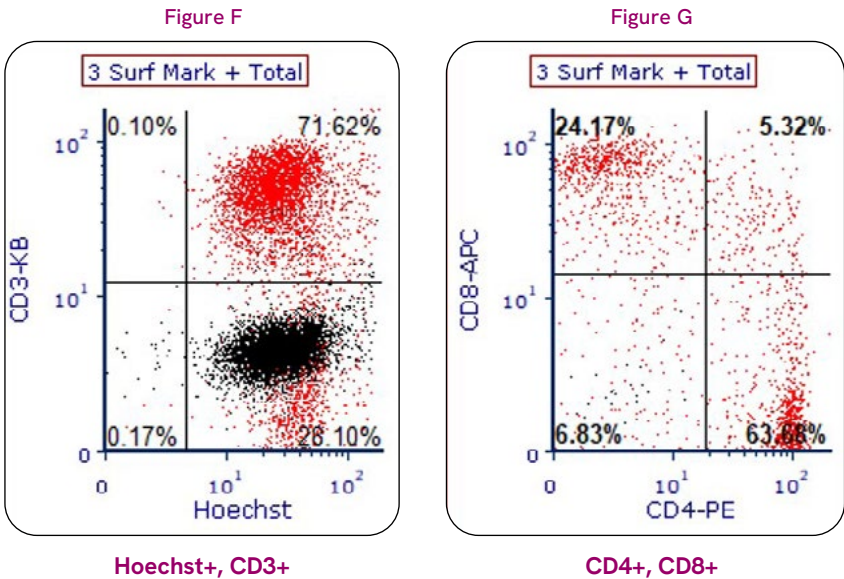 Figure F
3 Surf Mark + Total
0.10% 71.62%
10²
CD3-KB
10¹
0.17% 28.10%
0
0 10¹ 10²
Hoechst
Hoechst+, CD3+
Figure G
3 Surf Mark + Total
24.17% 5.32%
10²
CD8-APC
10¹
6.83% 63.68%
0
0 10¹ 10²
CD4-PE
CD4+, CD8+